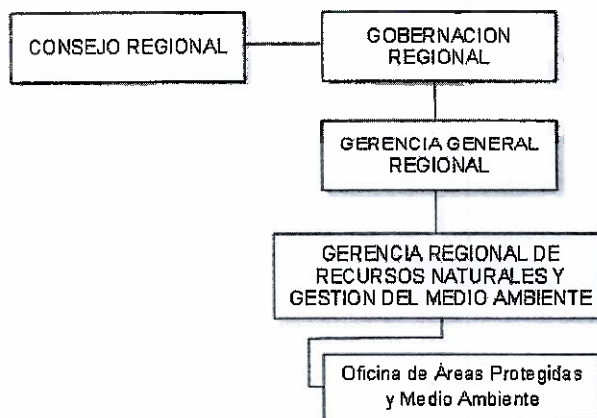 CONSEJO REGIONAL
GOBERNACION
REGIONAL
GERENCIA GENERAL
REGIONAL
GERENCIA REGIONAL DE
RECURSOS NATURALES Y
GESTION DEL MEDIO AMBIENTE
Oficina de Áreas Protegidas
y Medio Ambiente